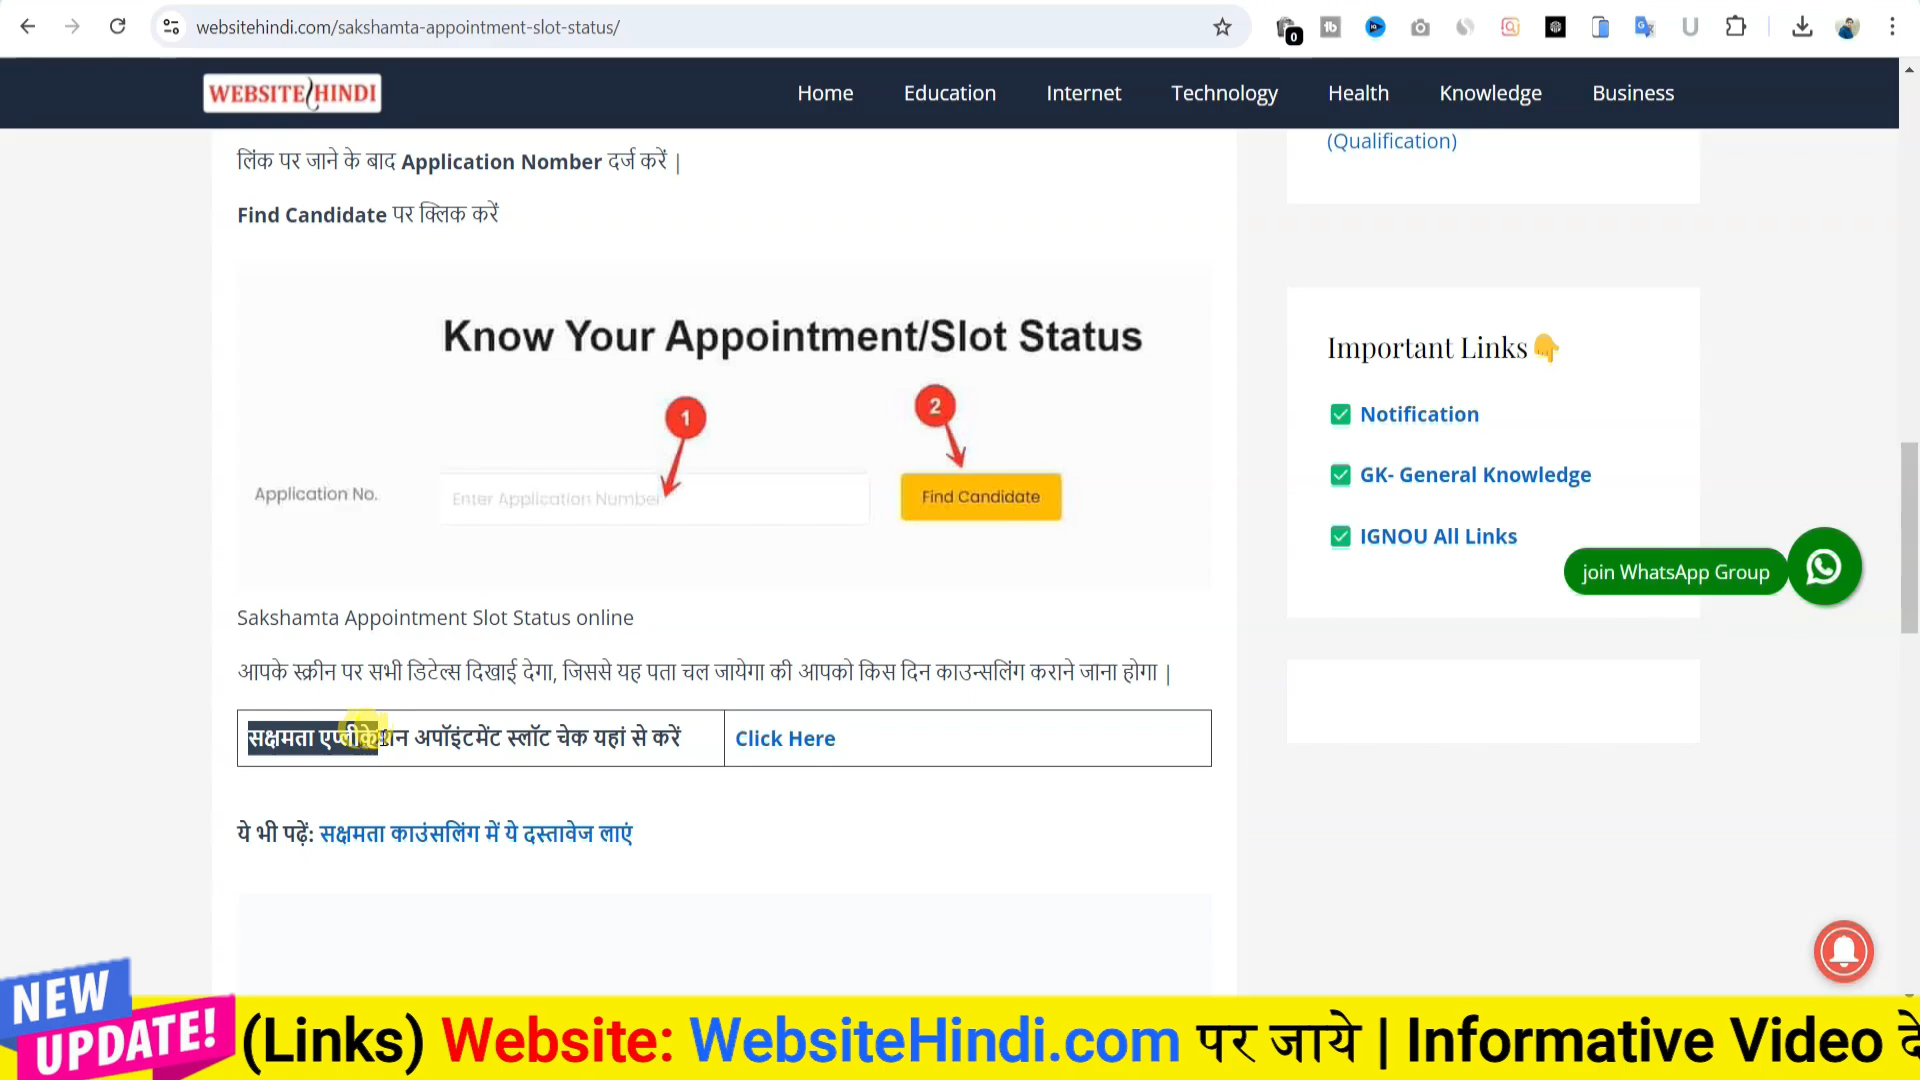 websitehindi.com/sakshamta-appointment-slot-status/
0
WEBSITE HINDI
Home Education Internet Technology Health Knowledge Business
(Qualification)
लिंक पर जाने के बाद Application Nomber दर्ज करें |
Find Candidate पर क्लिक करें
Know Your Appointment/Slot Status
1
2
Application No.
Enter Application Number
Find Candidate
Sakshamta Appointment Slot Status online
आपके स्क्रीन पर सभी डिटेल्स दिखाई देगा, जिससे यह पता चल जायेगा की आपको किस दिन काउन्सलिंग कराने जाना होगा |
सक्षमता एप्लीकेशन अपॉइंटमेंट स्लॉट चेक यहां से करें
Click Here
ये भी पढ़ें: सक्षमता काउंसलिंग में ये दस्तावेज लाएं
Important Links
Notification
GK- General Knowledge
IGNOU All Links
join WhatsApp Group
NEW
UPDATE!
(Links) Website: WebsiteHindi.com पर जाये | Informative Video